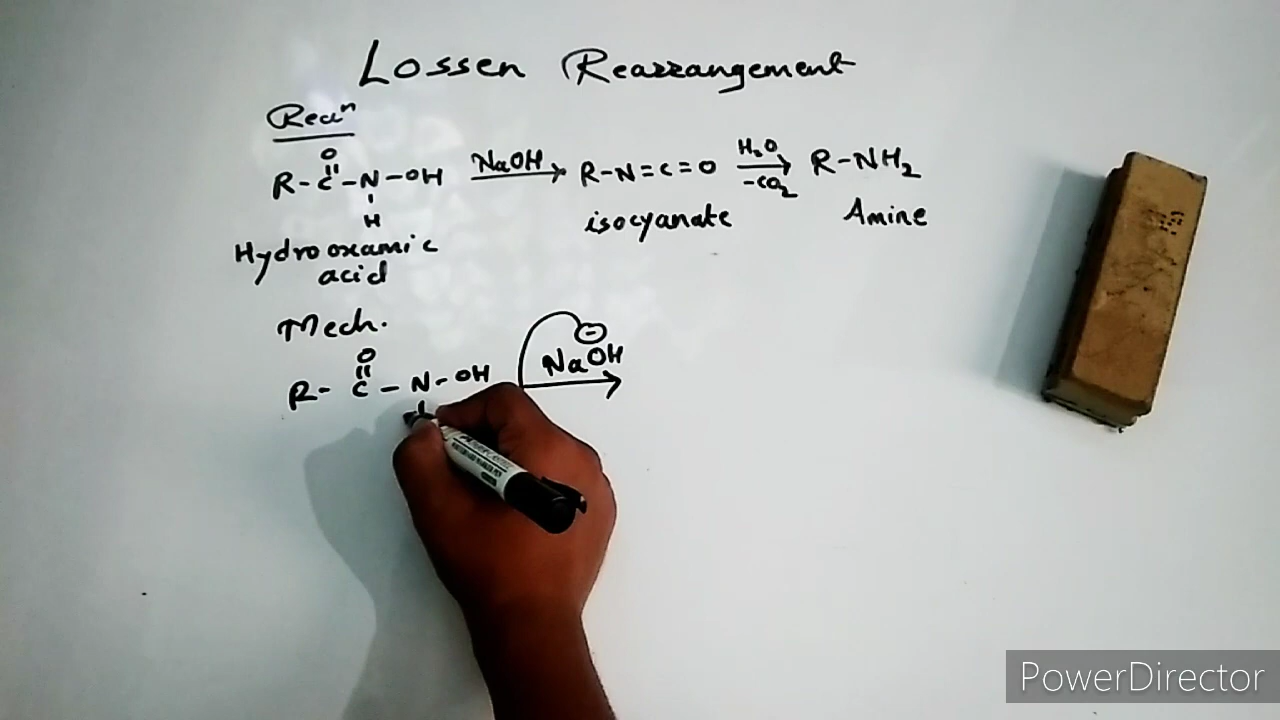 Lossen Rearrangement
Reaⁿ
O
R-C-N-OH NaOH R-N=C=O H₂O -CO₂ R-NH₂
H
Hydrooxamic acid
isocyanate
Amine
Mech.
O
R-C-N-OH
NaOH
PowerDirector